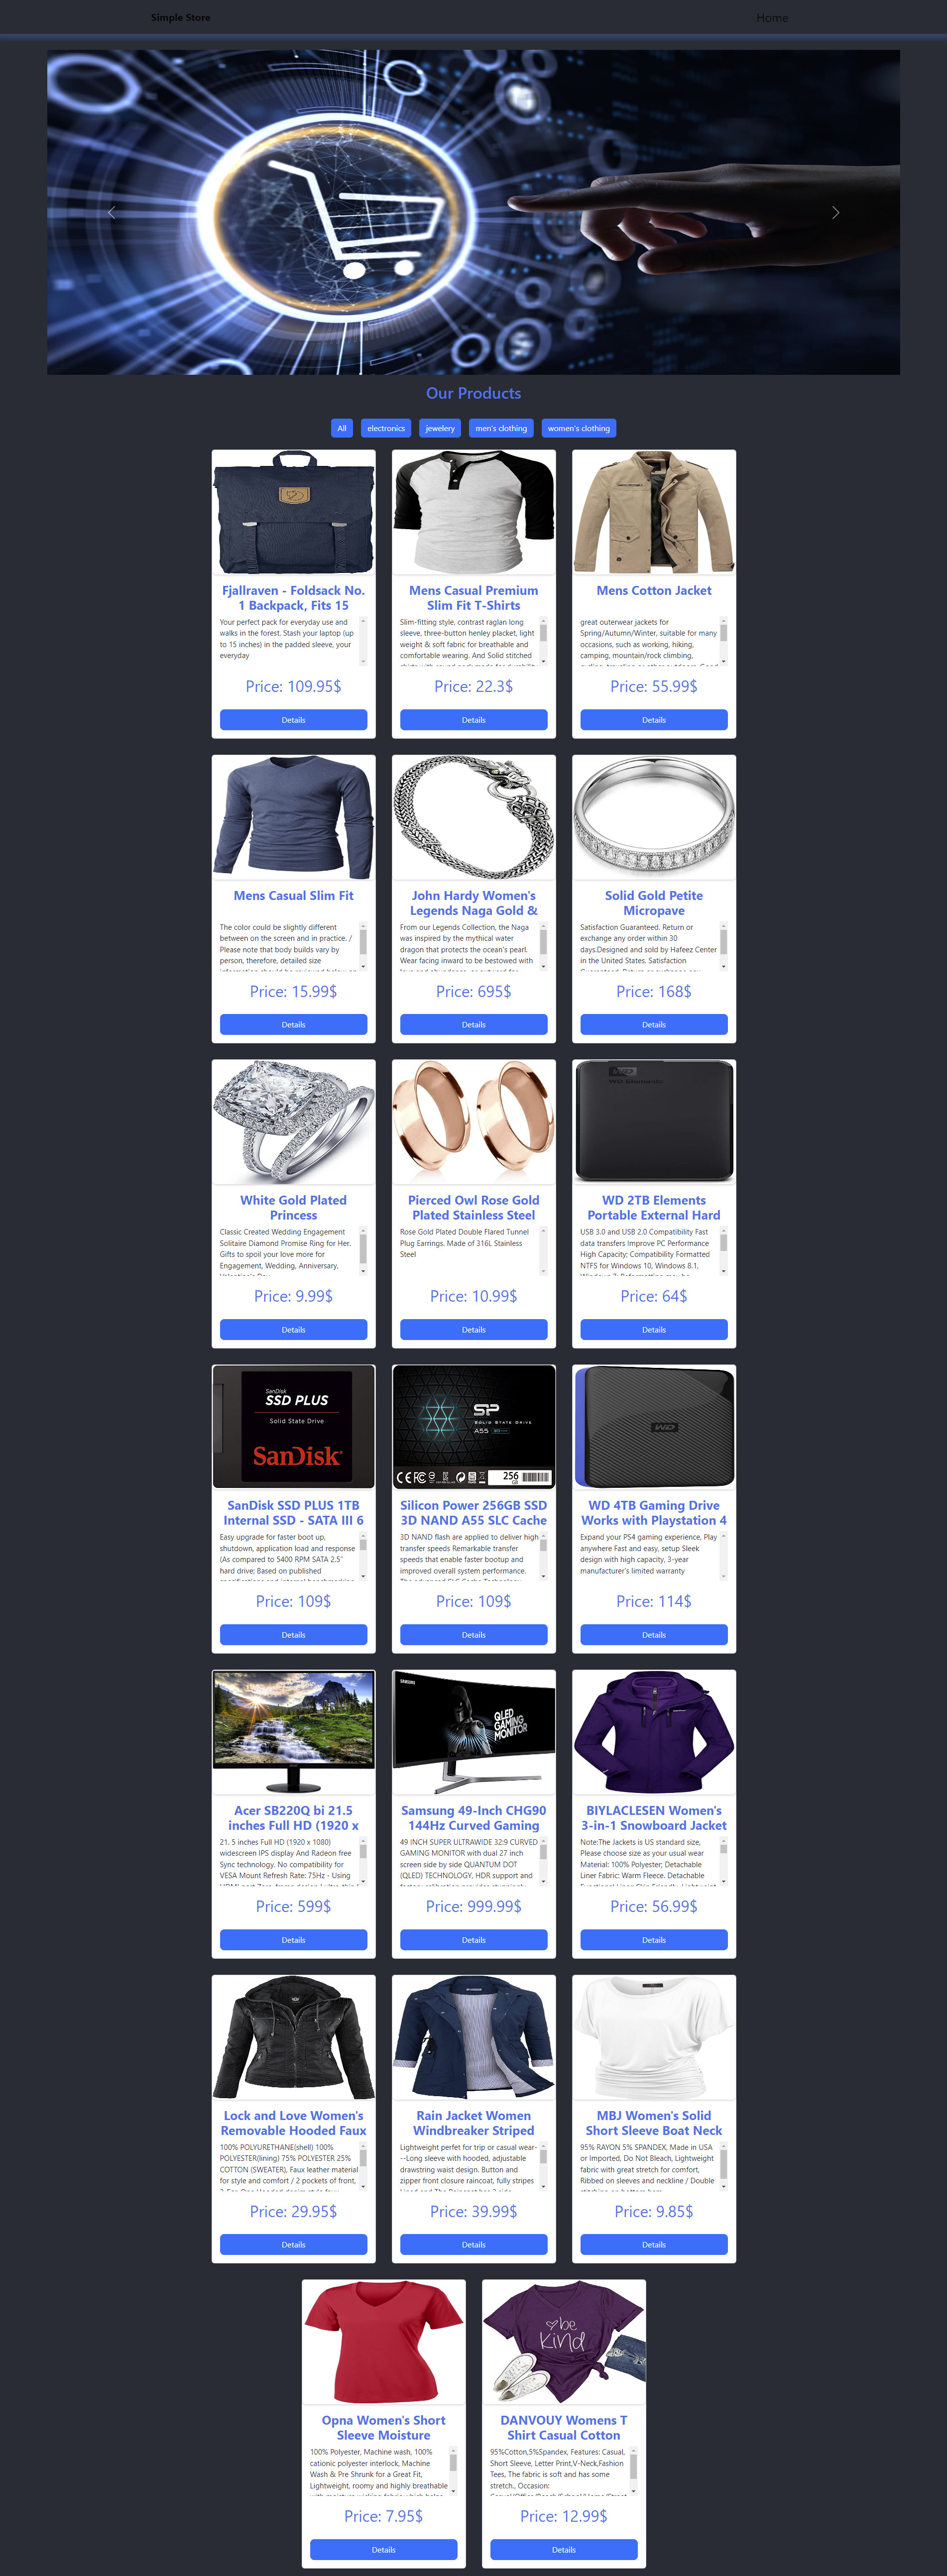 Simple Store
Home
Our Products
All
electronics
jewelery
men's clothing
women's clothing
Fjallraven - Foldsack No.
1 Backpack, Fits 15
Your perfect pack for everyday use and
walks in the forest. Stash your laptop (up
to 15 inches) in the padded sleeve, your
everyday
Price: 109.95$
Details
Mens Casual Premium
Slim Fit T-Shirts
Slim-fitting style, contrast raglan long
sleeve, three-button henley placket, light
weight & soft fabric for breathable and
comfortable wearing. And Solid stitched
Price: 22.3$
Details
Mens Cotton Jacket
great outerwear jackets for
Spring/Autumn/Winter, suitable for many
occasions, such as working, hiking,
camping, mountain/rock climbing,
Price: 55.99$
Details
Mens Casual Slim Fit
The color could be slightly different
between on the screen and in practice. /
Please note that body builds vary by
person, therefore, detailed size
Price: 15.99$
Details
John Hardy Women's
Legends Naga Gold &
From our Legends Collection, the Naga
was inspired by the mythical water
dragon that protects the ocean's pearl.
Wear facing inward to be bestowed with
Price: 695$
Details
Solid Gold Petite
Micropave
Satisfaction Guaranteed. Return or
exchange any order within 30
days.Designed and sold by Hafeez Center
in the United States. Satisfaction
Price: 168$
Details
White Gold Plated
Princess
Classic Created Wedding Engagement
Solitaire Diamond Promise Ring for Her.
Gifts to spoil your love more for
Engagement, Wedding, Anniversary,
Price: 9.99$
Details
Pierced Owl Rose Gold
Plated Stainless Steel
Rose Gold Plated Double Flared Tunnel
Plug Earrings. Made of 316L Stainless
Steel
Price: 10.99$
Details
WD Elements
WD 2TB Elements
Portable External Hard
USB 3.0 and USB 2.0 Compatibility Fast
data transfers Improve PC Performance
High Capacity; Compatibility Formatted
NTFS for Windows 10, Windows 8.1,
Price: 64$
Details
SanDisk
SSD PLUS
Solid State Drive
SanDisk
SanDisk SSD PLUS 1TB
Internal SSD - SATA III 6
Easy upgrade for faster boot up,
shutdown, application load and response
(As compared to 5400 RPM SATA 2.5"
hard drive; Based on published
Price: 109$
Details
SP
SOLID STATE DRIVE
A55
256
GB
Silicon Power 256GB SSD
3D NAND A55 SLC Cache
3D NAND flash are applied to deliver high
transfer speeds Remarkable transfer
speeds that enable faster bootup and
improved overall system performance.
Price: 109$
Details
WD
WD 4TB Gaming Drive
Works with Playstation 4
Expand your PS4 gaming experience, Play
anywhere Fast and easy, setup Sleek
design with high capacity, 3-year
manufacturer's limited warranty
Price: 114$
Details
Acer SB220Q bi 21.5
inches Full HD (1920 x
21. 5 inches Full HD (1920 x 1080)
widescreen IPS display And Radeon free
Sync technology. No compatibility for
VESA Mount Refresh Rate: 75Hz - Using
Price: 599$
Details
SAMSUNG
QLED
GAMING
MONITOR
Samsung 49-Inch CHG90
144Hz Curved Gaming
49 INCH SUPER ULTRAWIDE 32:9 CURVED
GAMING MONITOR with dual 27 inch
screen side by side QUANTUM DOT
(QLED) TECHNOLOGY, HDR support and
Price: 999.99$
Details
BIYLACLESEN Women's
3-in-1 Snowboard Jacket
Note:The Jackets is US standard size,
Please choose size as your usual wear
Material: 100% Polyester; Detachable
Liner Fabric: Warm Fleece. Detachable
Price: 56.99$
Details
Lock and Love Women's
Removable Hooded Faux
100% POLYURETHANE(shell) 100%
POLYESTER(lining) 75% POLYESTER 25%
COTTON (SWEATER), Faux leather material
for style and comfort / 2 pockets of front,
Price: 29.95$
Details
Rain Jacket Women
Windbreaker Striped
Lightweight perfet for trip or casual wear-
--Long sleeve with hooded, adjustable
drawstring waist design. Button and
zipper front closure raincoat, fully stripes
Price: 39.99$
Details
MBJ Women's Solid
Short Sleeve Boat Neck
95% RAYON 5% SPANDEX, Made in USA
or Imported, Do Not Bleach, Lightweight
fabric with great stretch for comfort,
Ribbed on sleeves and neckline / Double
Price: 9.85$
Details
Opna Women's Short
Sleeve Moisture
100% Polyester, Machine wash, 100%
cationic polyester interlock, Machine
Wash & Pre Shrunk for a Great Fit,
Lightweight, roomy and highly breathable
Price: 7.95$
Details
be
kind
DANVOUY Womens T
Shirt Casual Cotton
95%Cotton,5%Spandex, Features: Casual,
Short Sleeve, Letter Print,V-Neck,Fashion
Tees, The fabric is soft and has some
stretch., Occasion:
Price: 12.99$
Details